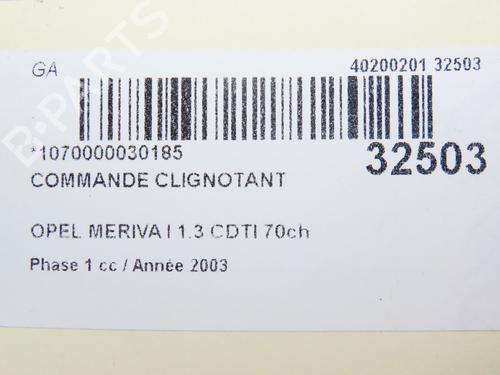 GA 40200201 32503
*1070000030185 32503
COMMANDE CLIGNOTANT
OPEL MERIVA I 1.3 CDTI 70ch
Phase 1 cc / Année 2003
B-PARTS